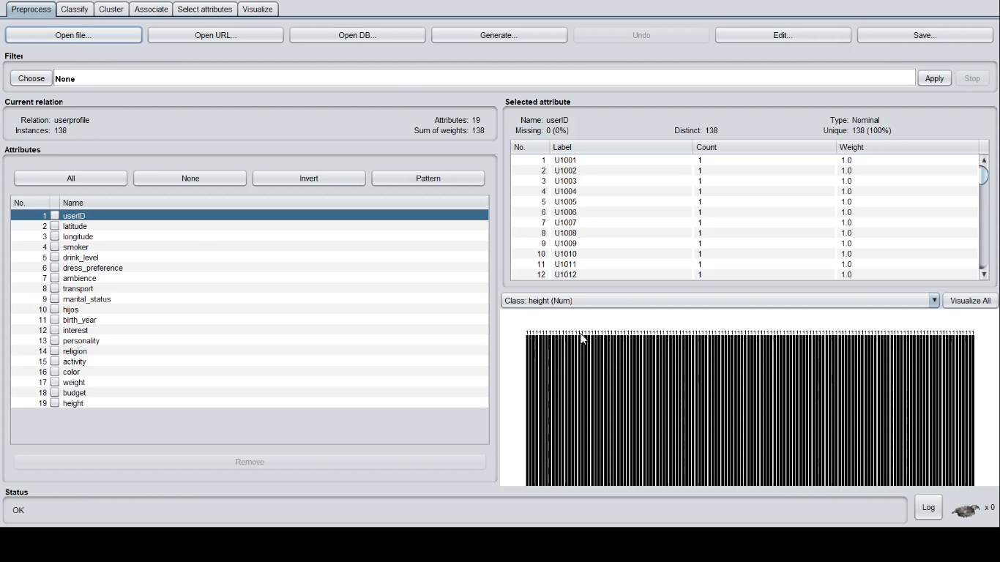 Preprocess Classify Cluster Associate Select attributes Visualize
Open file... Open URL... Open DB... Generate... Undo Edit... Save...
Filter
Choose None Apply Stop
Current relation
Relation: userprofile Attributes: 19
Instances: 138 Sum of weights: 138
Attributes
All None Invert Pattern
No. Name
1 userID
2 latitude
3 longitude
4 smoker
5 drink_level
6 dress_preference
7 ambience
8 transport
9 marital_status
10 hijos
11 birth_year
12 interest
13 personality
14 religion
15 activity
16 color
17 weight
18 budget
19 height
Remove
Selected attribute
Name: userID Type: Nominal
Missing: 0 (0%) Distinct: 138 Unique: 138 (100%)
No. Label Count Weight
1 U1001 1 1.0
2 U1002 1 1.0
3 U1003 1 1.0
4 U1004 1 1.0
5 U1005 1 1.0
6 U1006 1 1.0
7 U1007 1 1.0
8 U1008 1 1.0
9 U1009 1 1.0
10 U1010 1 1.0
11 U1011 1 1.0
12 U1012 1 1.0
Class: height (Num) Visualize All
Status
OK Log x 0